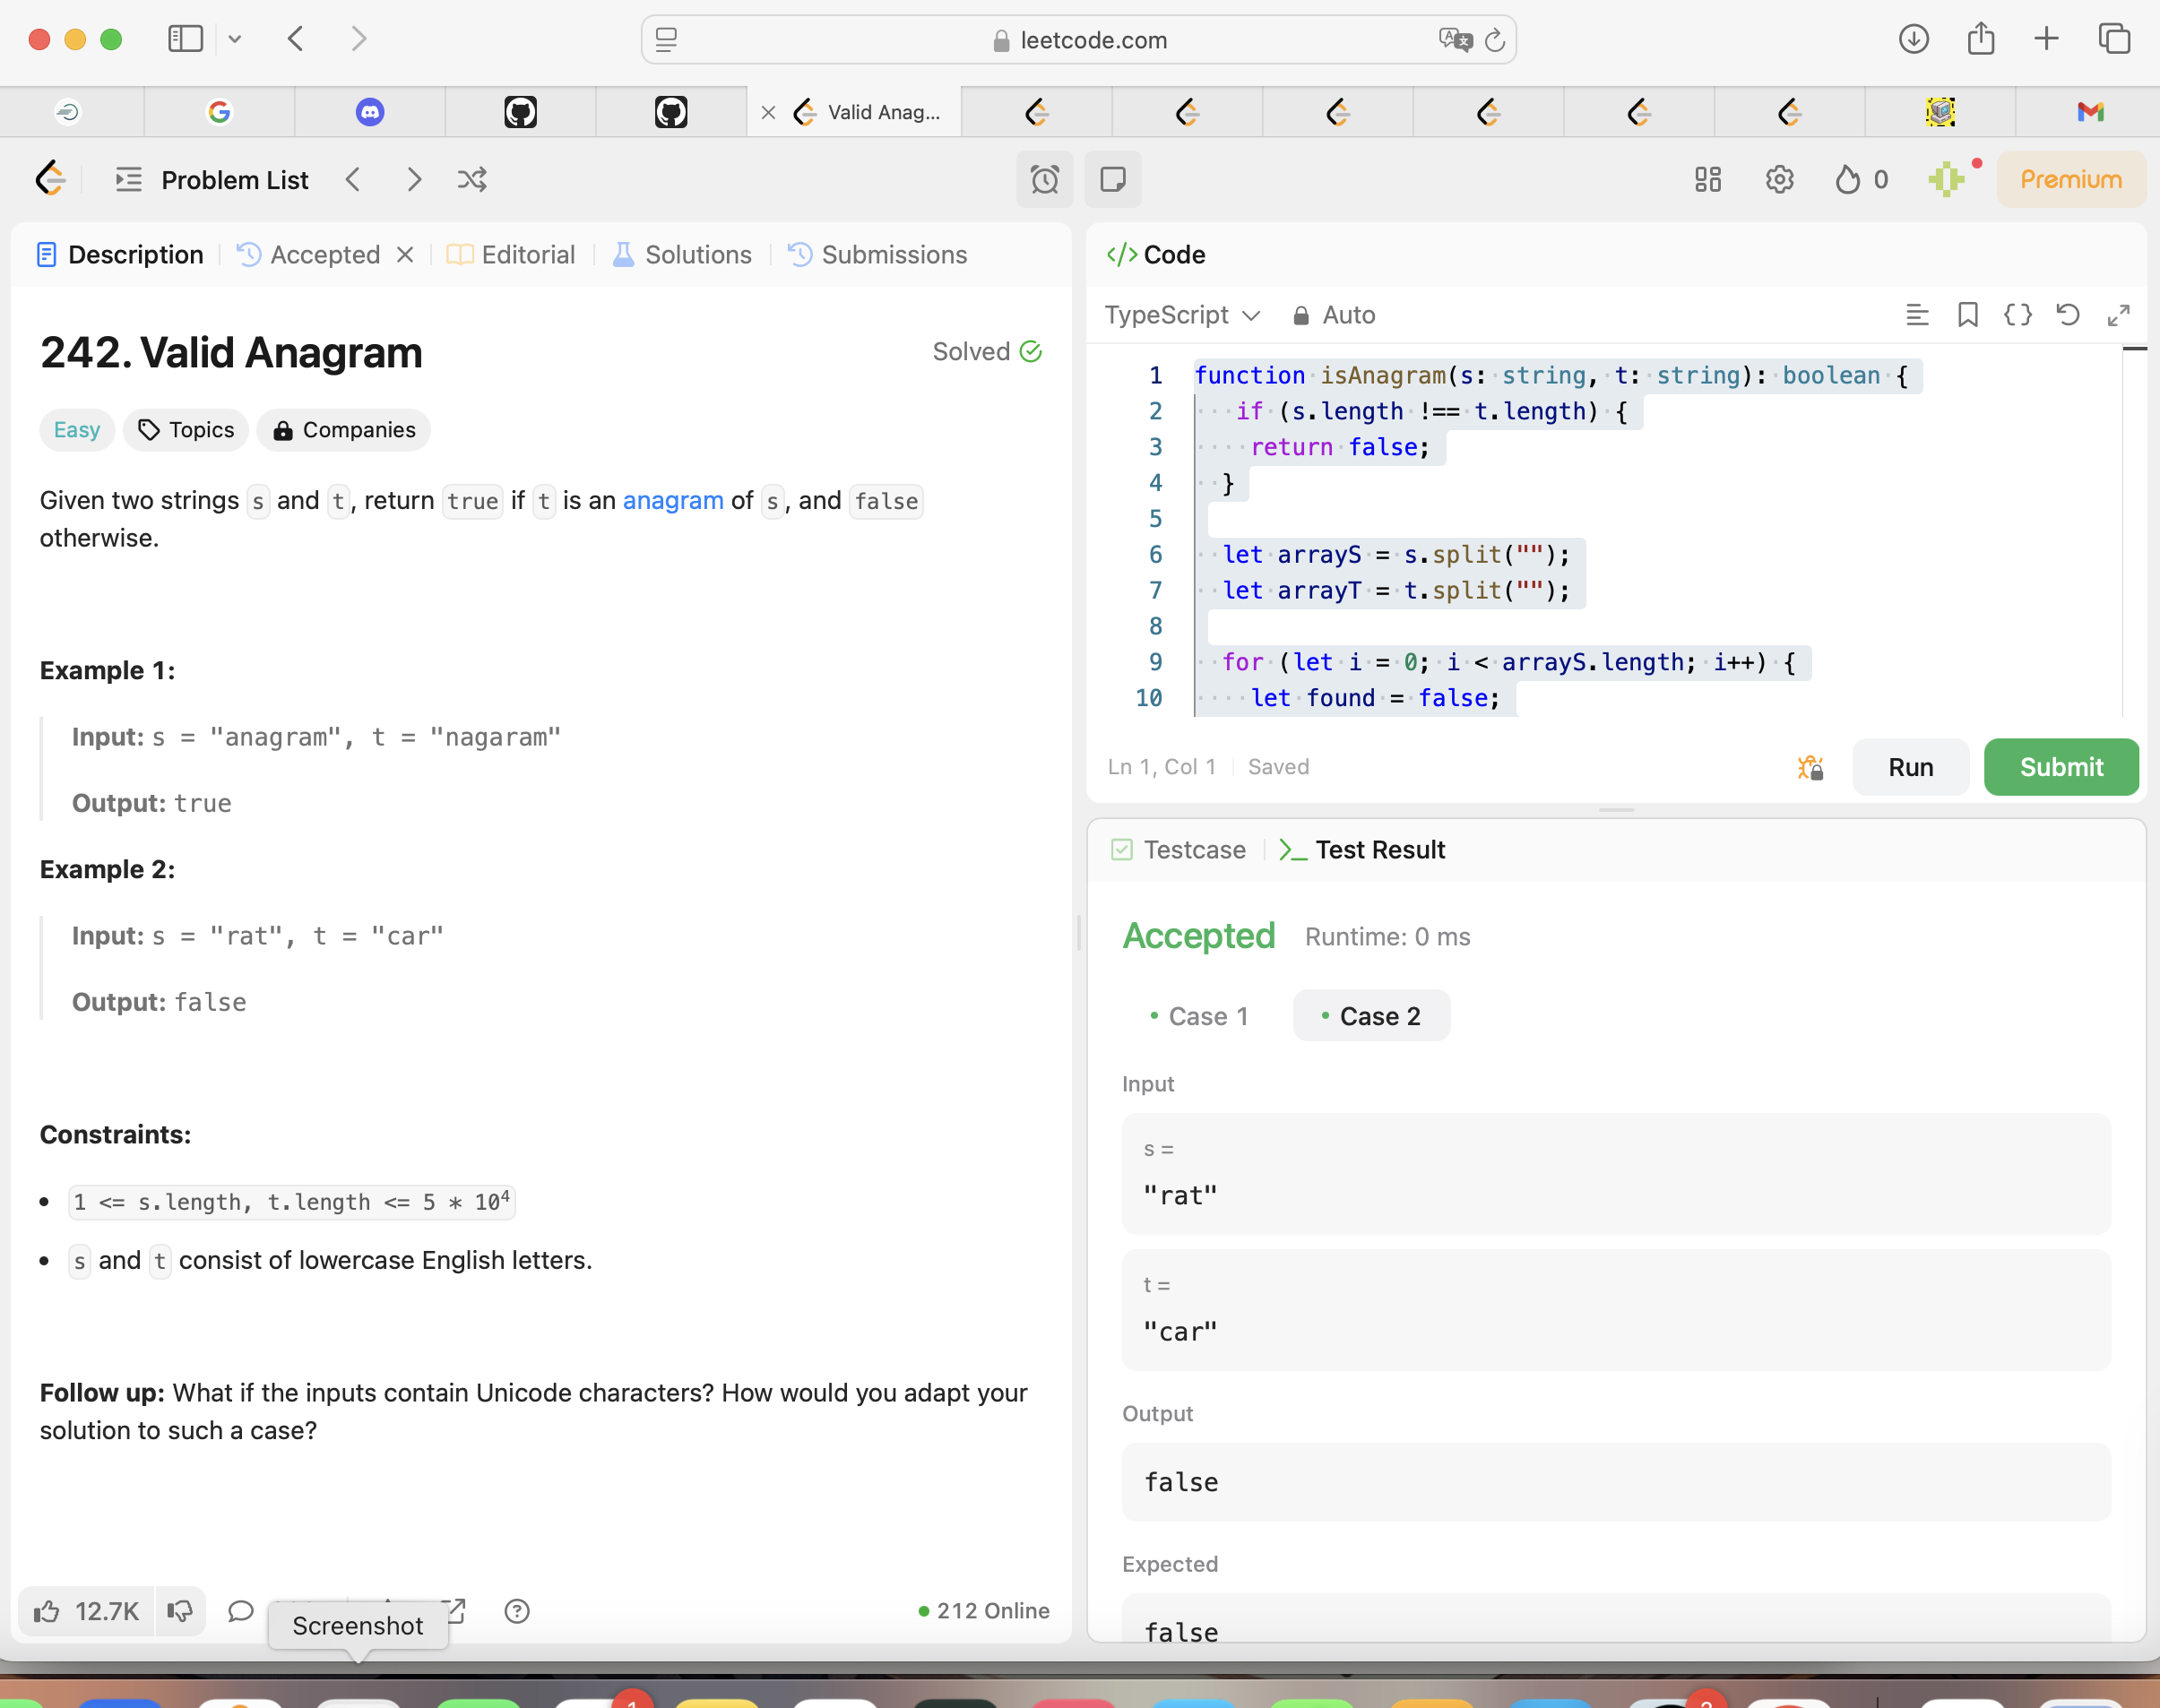 leetcode.com
Valid Anag...
Problem List
0
Premium
Description
Accepted
Editorial
Solutions
Submissions
242. Valid Anagram
Solved
Easy
Topics
Companies
Given two strings s and t, return true if t is an anagram of s, and false
otherwise.
Example 1:
Input: s = "anagram", t = "nagaram"
Output: true
Example 2:
Input: s = "rat", t = "car"
Output: false
Constraints:
1 <= s.length, t.length <= 5 * 10⁴
s and t consist of lowercase English letters.
Follow up: What if the inputs contain Unicode characters? How would you adapt your
solution to such a case?
12.7K
Screenshot
212 Online
</> Code
TypeScript
Auto
1 function isAnagram(s: string, t: string): boolean {
2 if (s.length !== t.length) {
3 return false;
4 }
5
6 let arrayS = s.split("");
7 let arrayT = t.split("");
8
9 for (let i = 0; i < arrayS.length; i++) {
10 let found = false;
Ln 1, Col 1
Saved
Run
Submit
Testcase
Test Result
Accepted
Runtime: 0 ms
Case 1
Case 2
Input
s =
"rat"
t =
"car"
Output
false
Expected
false